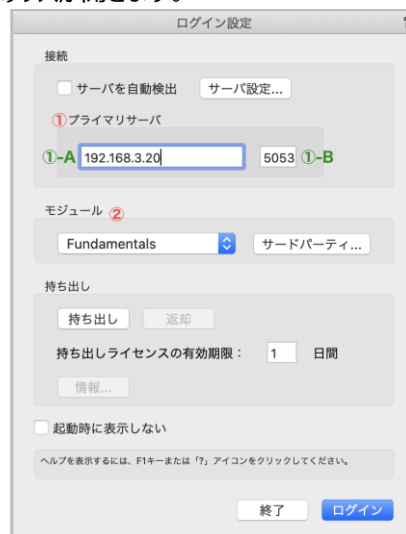 ログイン設定
接続
サーバを自動検出 サーバ設定...
①プライマリサーバ
①-A 192.168.3.20 5053 ①-B
モジュール ②
Fundamentals サードパーティ...
持ち出し
持ち出し 返却
持ち出しライセンスの有効期限： 1 日間
情報...
起動時に表示しない
ヘルプを表示するには、F1キーまたは「?」アイコンをクリックしてください。
終了 ログイン